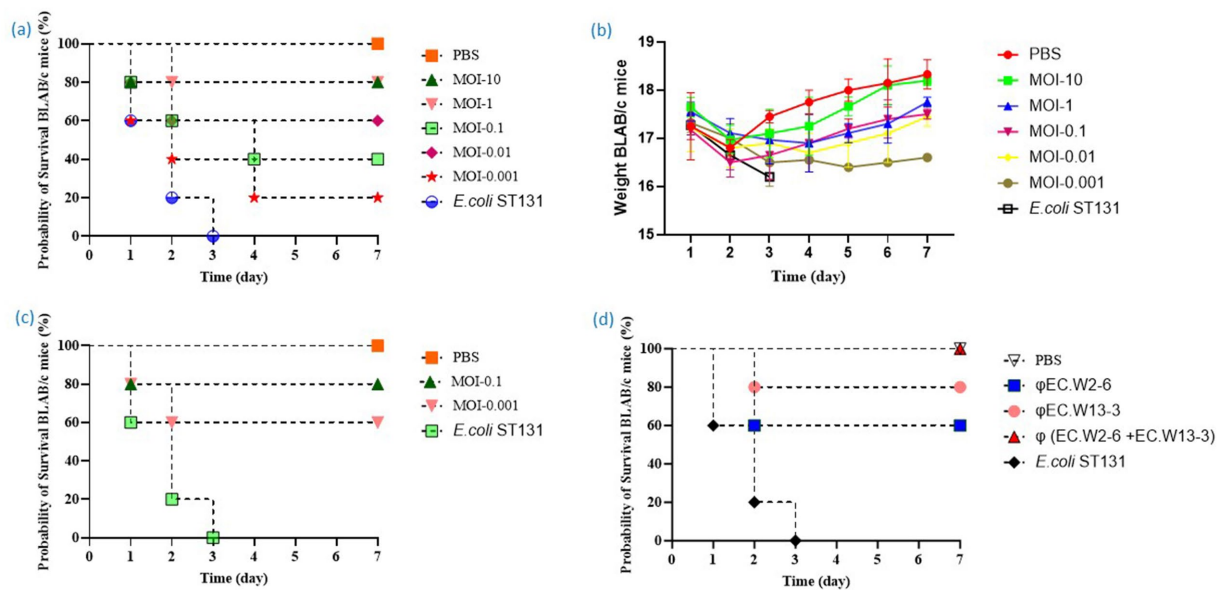 (a)
Probability of Survival BLAB/c mice (%)
100
80
60
40
20
0
0 1 2 3 4 5 6 7
Time (day)
PBS
MOI-10
MOI-1
MOI-0.1
MOI-0.01
MOI-0.001
E.coli ST131
(b)
Weight BLAB/c mice
19
18
17
16
15
1 2 3 4 5 6 7
Time (day)
PBS
MOI-10
MOI-1
MOI-0.1
MOI-0.01
MOI-0.001
E.coli ST131
(c)
Probability of Survival BLAB/c mice (%)
100
80
60
40
20
0
0 1 2 3 4 5 6 7
Time (day)
PBS
MOI-0.1
MOI-0.001
E.coli ST131
(d)
Probability of Survival BLAB/c mice (%)
100
80
60
40
20
0
0 1 2 3 4 5 6 7
Time (day)
PBS
φEC.W2-6
φEC.W13-3
φ (EC.W2-6 +EC.W13-3)
E.coli ST131